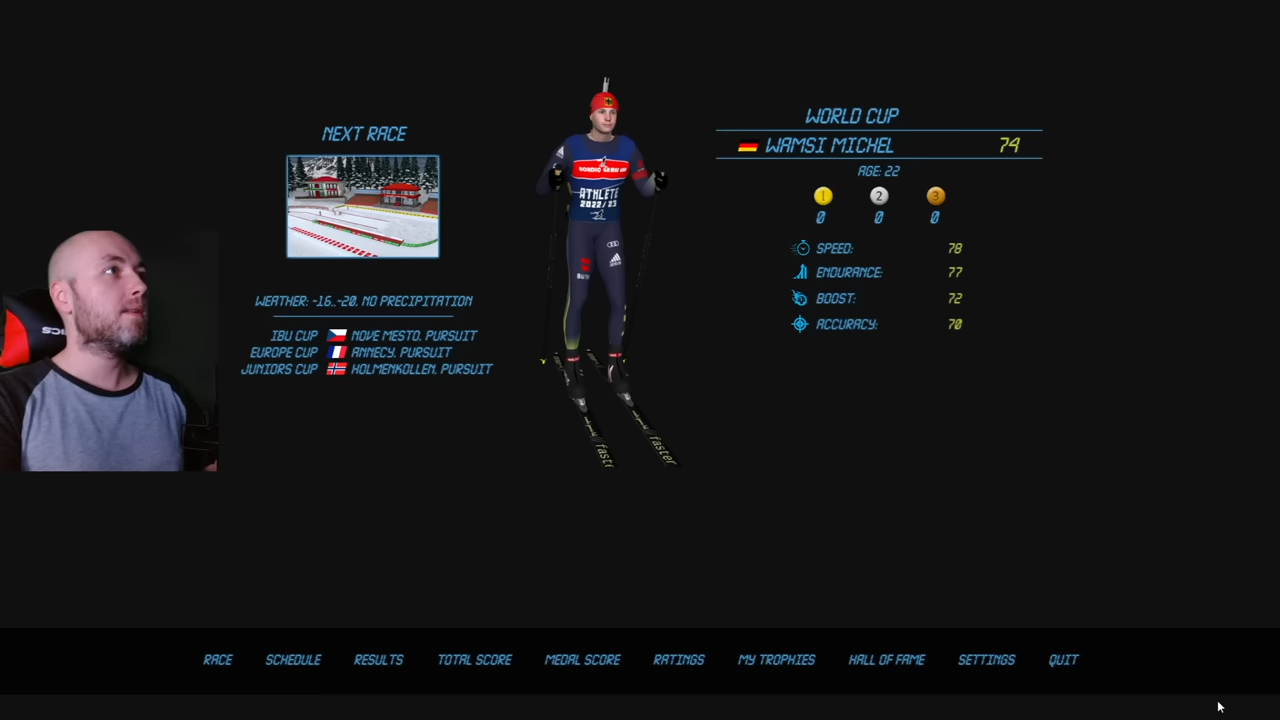 NEXT RACE
WEATHER: -16..-20. NO PRECIPITATION
IBU CUP NOVE MESTO. PURSUIT
EUROPE CUP ANNECY. PURSUIT
JUNIORS CUP HOLMENKOLLEN. PURSUIT
ATHLETE
2022/23
faster
WORLD CUP
WAMSI MICHEL 74
AGE: 22
1 2 3
0 0 0
SPEED: 78
ENDURANCE: 77
BOOST: 72
ACCURACY: 70
RACE SCHEDULE RESULTS TOTAL SCORE MEDAL SCORE RATINGS MY TROPHIES HALL OF FAME SETTINGS QUIT